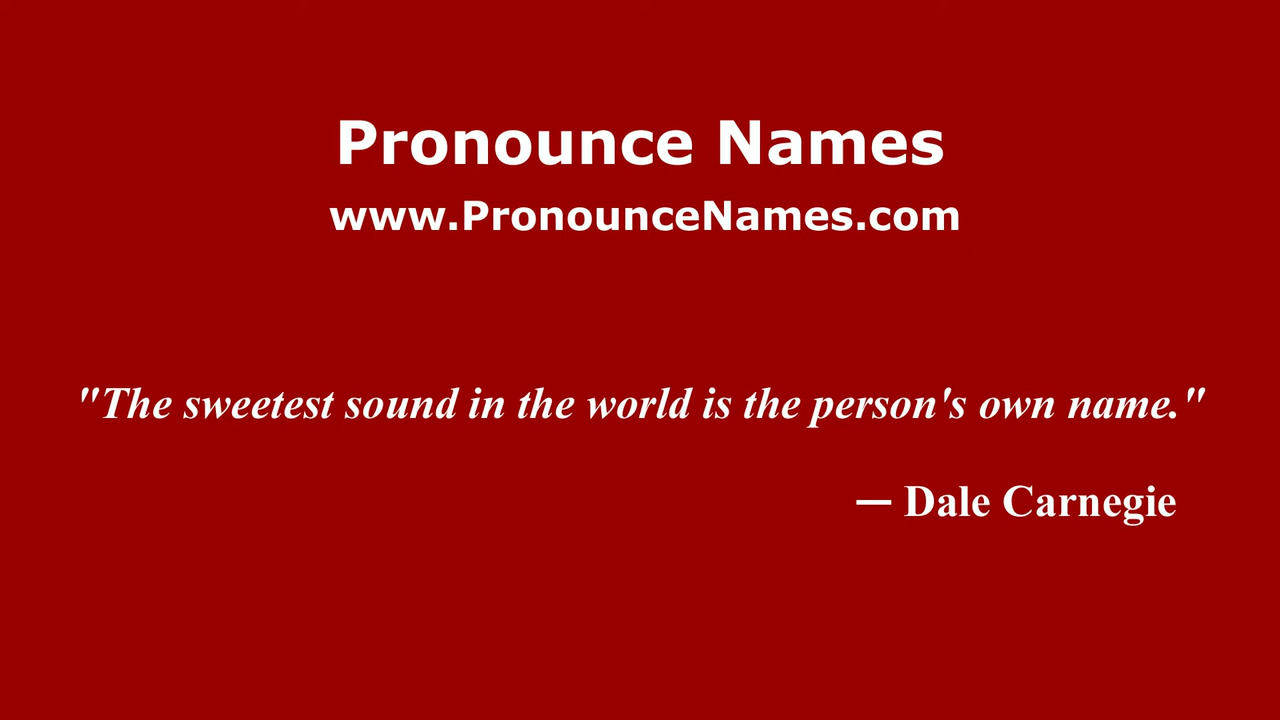 Pronounce Names
www.PronounceNames.com
"The sweetest sound in the world is the person's own name."
— Dale Carnegie